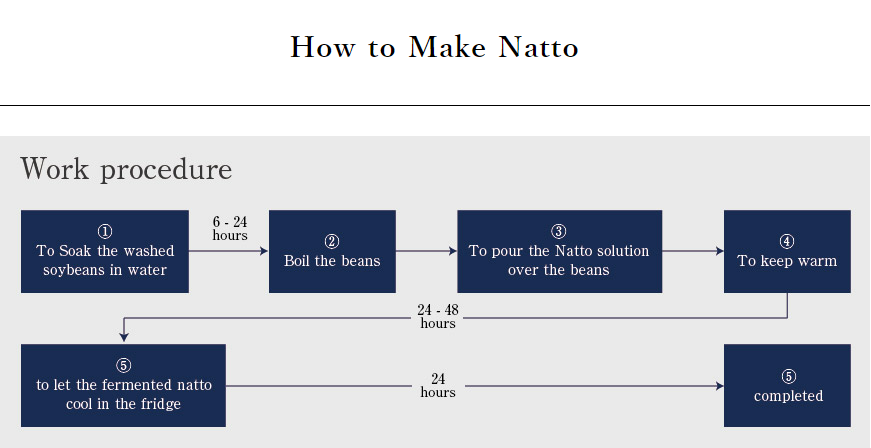 How to Make Natto
Work procedure
①
To Soak the washed
soybeans in water
6 - 24
hours
②
Boil the beans
③
To pour the Natto solution
over the beans
④
To keep warm
24 - 48
hours
⑤
to let the fermented natto
cool in the fridge
24
hours
⑤
completed